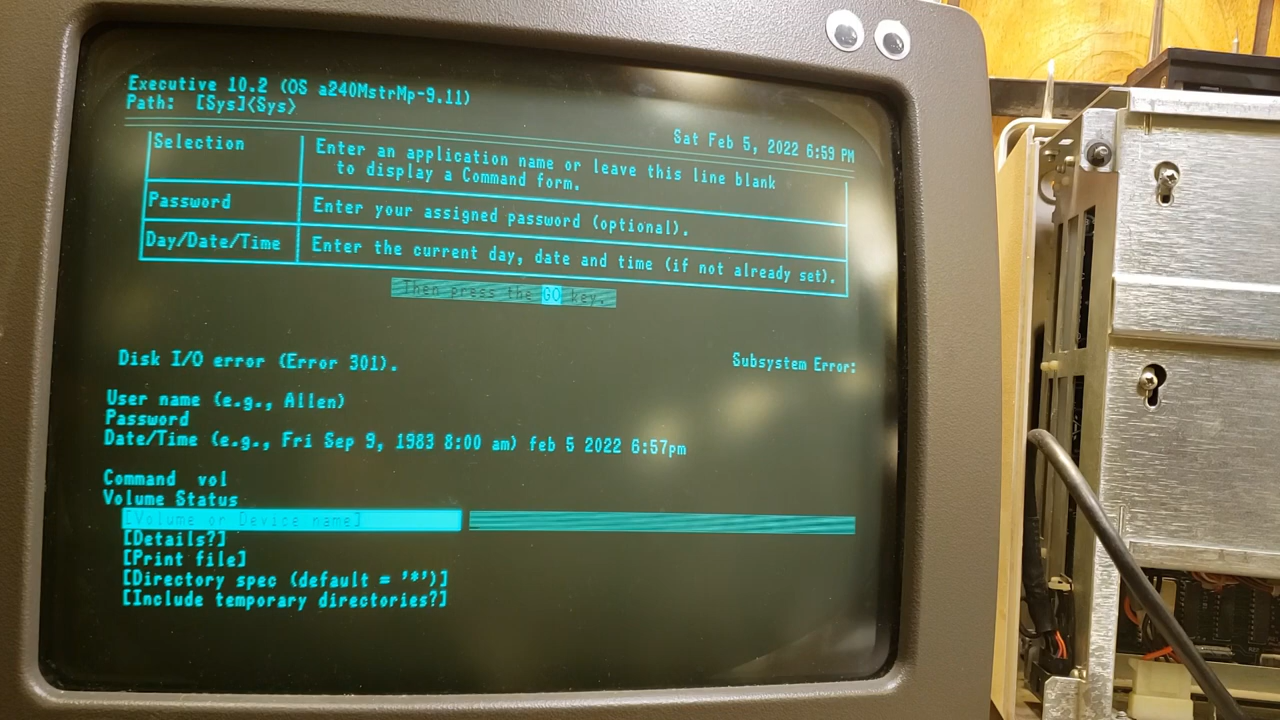 Executive 10.2 (OS a240MstrMp-9.11)
Path: [Sys]<Sys>
Sat Feb 5, 2022 6:59 PM
Selection
Enter an application name or leave this line blank
to display a Command form.
Password
Enter your assigned password (optional).
Day/Date/Time
Enter the current day, date and time (if not already set).
Then press the GO key.
Disk I/O error (Error 301).
Subsystem Error:
User name (e.g., Allen)
Password
Date/Time (e.g., Fri Sep 9, 1983 8:00 am) feb 5 2022 6:57pm
Command vol
Volume Status
[Volume or Device name]
[Details?]
[Print file]
[Directory spec (default = '*')]
[Include temporary directories?]